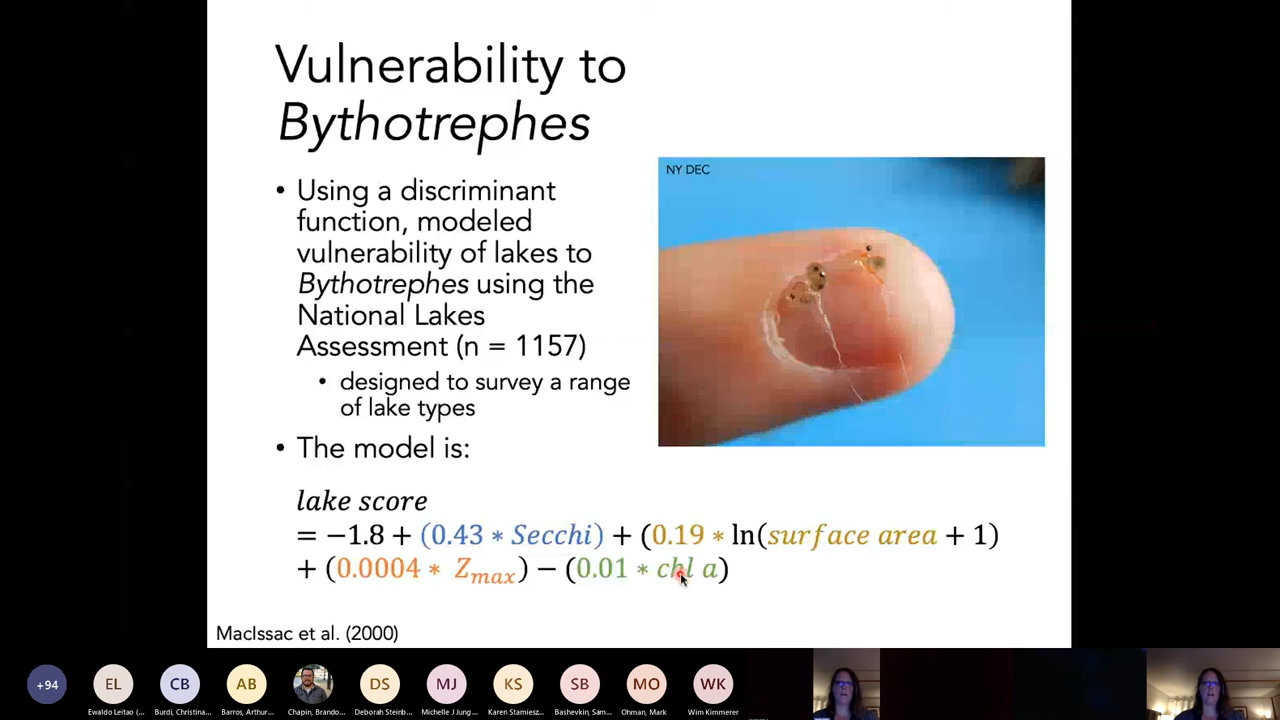 Vulnerability to
Bythotrephes
NY DEC
• Using a discriminant
function, modeled
vulnerability of lakes to
Bythotrephes using the
National Lakes
Assessment (n = 1157)
• designed to survey a range
of lake types
• The model is:
lake score
= −1.8 + (0.43 * Secchi) + (0.19 * ln(surface area + 1)
+ (0.0004 * Zmax) − (0.01 * chl a)
MacIssac et al. (2000)
+94
EL
CB
AB
DS
MJ
KS
SB
MO
WK
Ewaldo Leitao (...
Burdi, Christina...
Barros, Arthur...
Chapin, Brando...
Deborah Steinb...
Michelle J Jung...
Karen Stamiesz...
Bashevkin, Sam...
Ohman, Mark
Wim Kimmerer